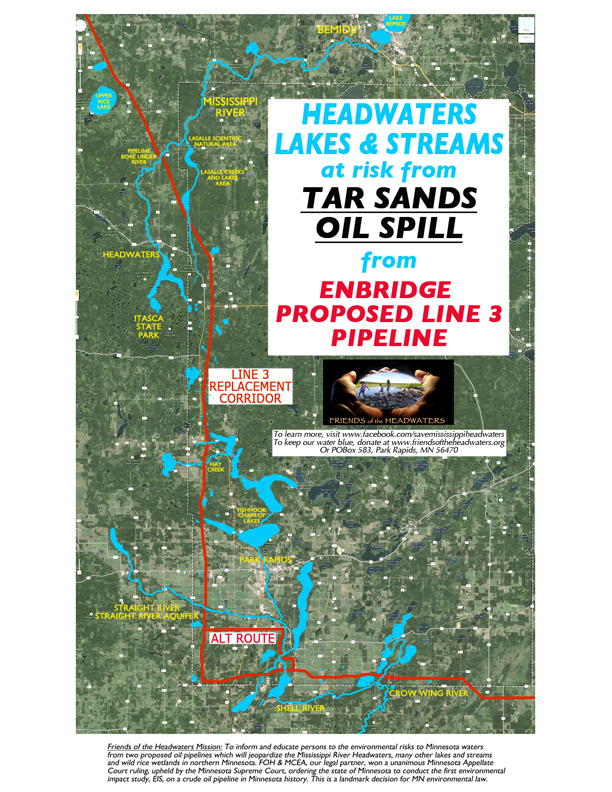 BEMIDJI
LAKE
BEMIDJI
UPPER
RICE
LAKE
MISSISSIPPI
RIVER
LASALLE SCIENTIFIC
NATURAL AREA
PIPELINE
BORE UNDER
RIVER
LASALLE CREEKS
AND LAKES
AREA
HEADWATERS
LAKES & STREAMS
at risk from
TAR SANDS
OIL SPILL
from
ENBRIDGE
PROPOSED LINE 3
PIPELINE
HEADWATERS
ITASCA
STATE
PARK
LINE 3
REPLACEMENT
CORRIDOR
FRIENDS of the HEADWATERS
To learn more, visit www.facebook.com/savemississippiheadwaters
To keep our water blue, donate at www.friendsoftheheadwaters.org
Or POBox 583, Park Rapids, MN 56470
HAY
CREEK
FISHHOOK
CHAIN OF
LAKES
PARK RAPIDS
STRAIGHT RIVER
STRAIGHT RIVER AQUIFER
ALT ROUTE
SHELL RIVER
CROW WING RIVER
Friends of the Headwaters Mission: To inform and educate persons to the environmental risks to Minnesota waters
from two proposed oil pipelines which will jeopardize the Mississippi River Headwaters, many other lakes and streams
and wild rice wetlands in northern Minnesota. FOH & MCEA, our legal partner, won a unanimous Minnesota Appellate
Court ruling, upheld by the Minnesota Supreme Court, ordering the state of Minnesota to conduct the first environmental
impact study, EIS, on a crude oil pipeline in Minnesota history. This is a landmark decision for MN environmental law.